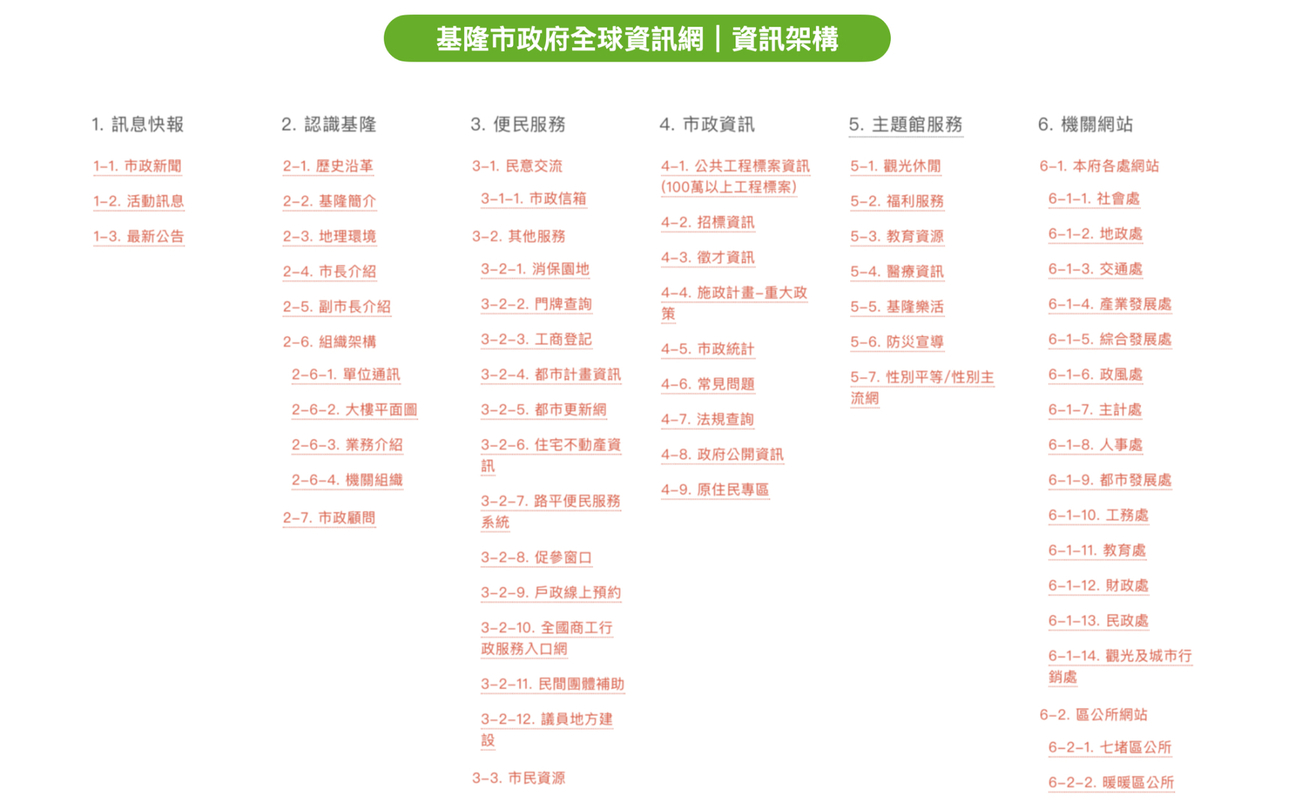 基隆市政府全球資訊網｜資訊架構
1. 訊息快報
1-1. 市政新聞
1-2. 活動訊息
1-3. 最新公告
2. 認識基隆
2-1. 歷史沿革
2-2. 基隆簡介
2-3. 地理環境
2-4. 市長介紹
2-5. 副市長介紹
2-6. 組織架構
2-6-1. 單位通訊
2-6-2. 大樓平面圖
2-6-3. 業務介紹
2-6-4. 機關組織
2-7. 市政顧問
3. 便民服務
3-1. 民意交流
3-1-1. 市政信箱
3-2. 其他服務
3-2-1. 消保園地
3-2-2. 門牌查詢
3-2-3. 工商登記
3-2-4. 都市計畫資訊
3-2-5. 都市更新網
3-2-6. 住宅不動產資
訊
3-2-7. 路平便民服務
系統
3-2-8. 促參窗口
3-2-9. 戶政線上預約
3-2-10. 全國商工行
政服務入口網
3-2-11. 民間團體補助
3-2-12. 議員地方建
設
3-3. 市民資源
4. 市政資訊
4-1. 公共工程標案資訊
(100萬以上工程標案)
4-2. 招標資訊
4-3. 徵才資訊
4-4. 施政計畫-重大政
策
4-5. 市政統計
4-6. 常見問題
4-7. 法規查詢
4-8. 政府公開資訊
4-9. 原住民專區
5. 主題館服務
5-1. 觀光休閒
5-2. 福利服務
5-3. 教育資源
5-4. 醫療資訊
5-5. 基隆樂活
5-6. 防災宣導
5-7. 性別平等/性別主
流網
6. 機關網站
6-1. 本府各處網站
6-1-1. 社會處
6-1-2. 地政處
6-1-3. 交通處
6-1-4. 產業發展處
6-1-5. 綜合發展處
6-1-6. 政風處
6-1-7. 主計處
6-1-8. 人事處
6-1-9. 都市發展處
6-1-10. 工務處
6-1-11. 教育處
6-1-12. 財政處
6-1-13. 民政處
6-1-14. 觀光及城市行
銷處
6-2. 區公所網站
6-2-1. 七堵區公所
6-2-2. 暖暖區公所